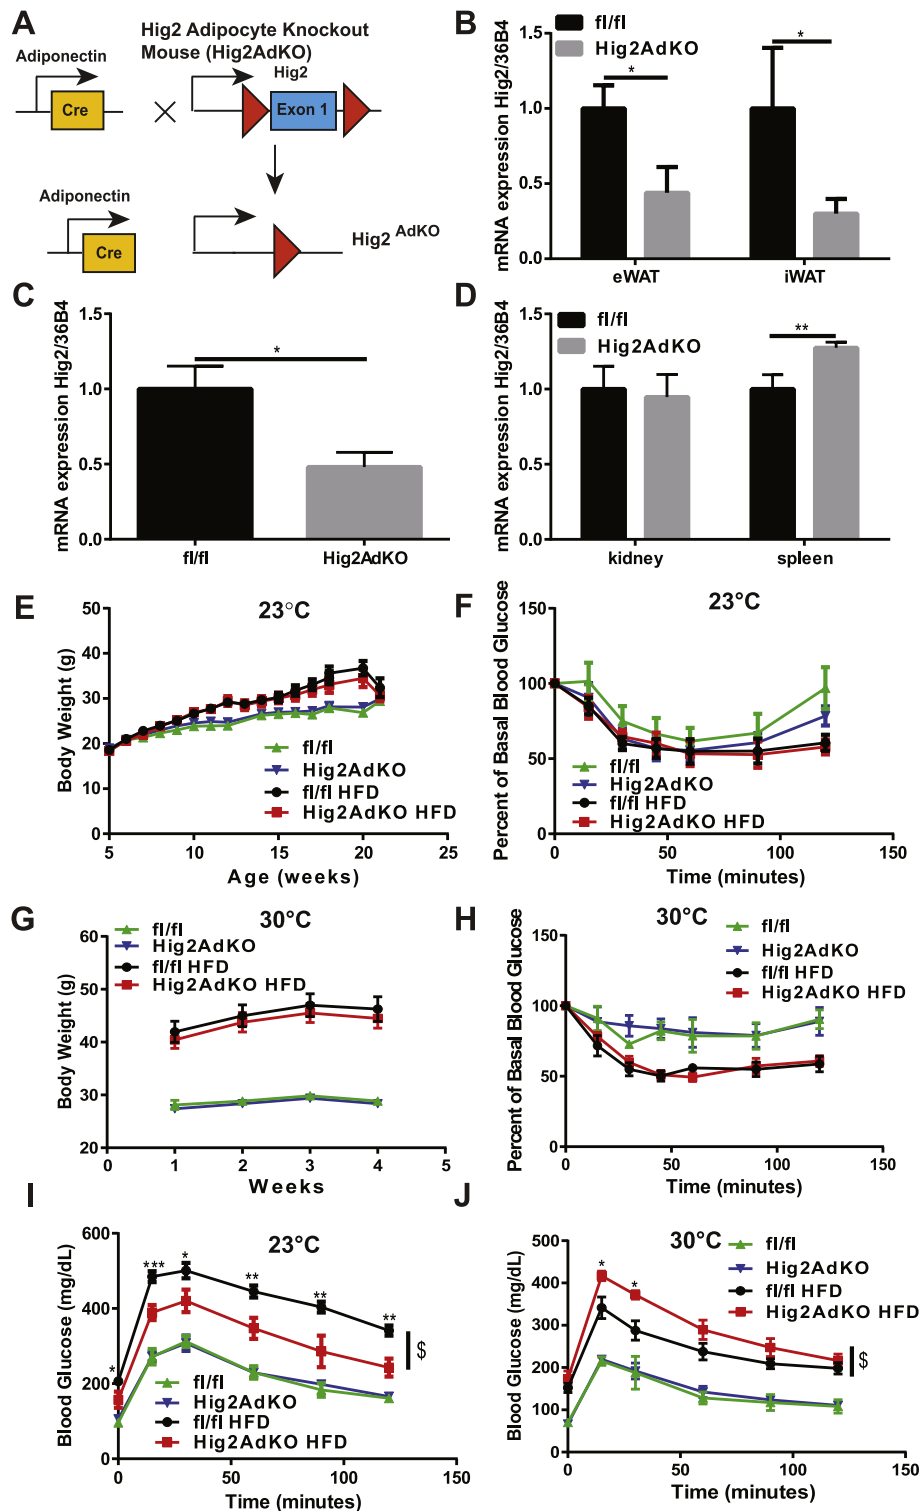 A
Hig2 Adipocyte Knockout
Mouse (Hig2AdKO)
Adiponectin
Hig2
Cre
Exon 1
Adiponectin
Cre
Hig2 AdKO
B
fl/fl
Hig2AdKO
mRNA expression Hig2/36B4
1.5
1.0
0.5
0.0
*
*
eWAT
iWAT
C
mRNA expression Hig2/36B4
1.5
1.0
0.5
0.0
*
fl/fl
Hig2AdKO
D
fl/fl
Hig2AdKO
mRNA expression Hig2/36B4
1.5
1.0
0.5
0.0
**
kidney
spleen
E
23°C
Body Weight (g)
50
40
30
20
10
0
fl/fl
Hig2AdKO
fl/fl HFD
Hig2AdKO HFD
5
10
15
20
25
Age (weeks)
F
23°C
Percent of Basal Blood Glucose
150
100
50
0
fl/fl
Hig2AdKO
fl/fl HFD
Hig2AdKO HFD
0
50
100
150
Time (minutes)
G
30°C
fl/fl
Hig2AdKO
fl/fl HFD
Hig2AdKO HFD
Body Weight (g)
60
50
40
30
20
0
1
2
3
4
5
Weeks
H
30°C
fl/fl
Hig2AdKO
fl/fl HFD
Hig2AdKO HFD
Percent of Basal Blood Glucose
150
100
50
0
0
50
100
150
Time (minutes)
I
23°C
Blood Glucose (mg/dL)
600
400
200
0
*
***
*
**
**
**
$
fl/fl
Hig2AdKO
fl/fl HFD
Hig2AdKO HFD
0
50
100
150
Time (minutes)
J
30°C
fl/fl
Hig2AdKO
fl/fl HFD
Hig2AdKO HFD
Blood Glucose (mg/dL)
500
400
300
200
100
0
*
*
$
0
50
100
150
Time (minutes)